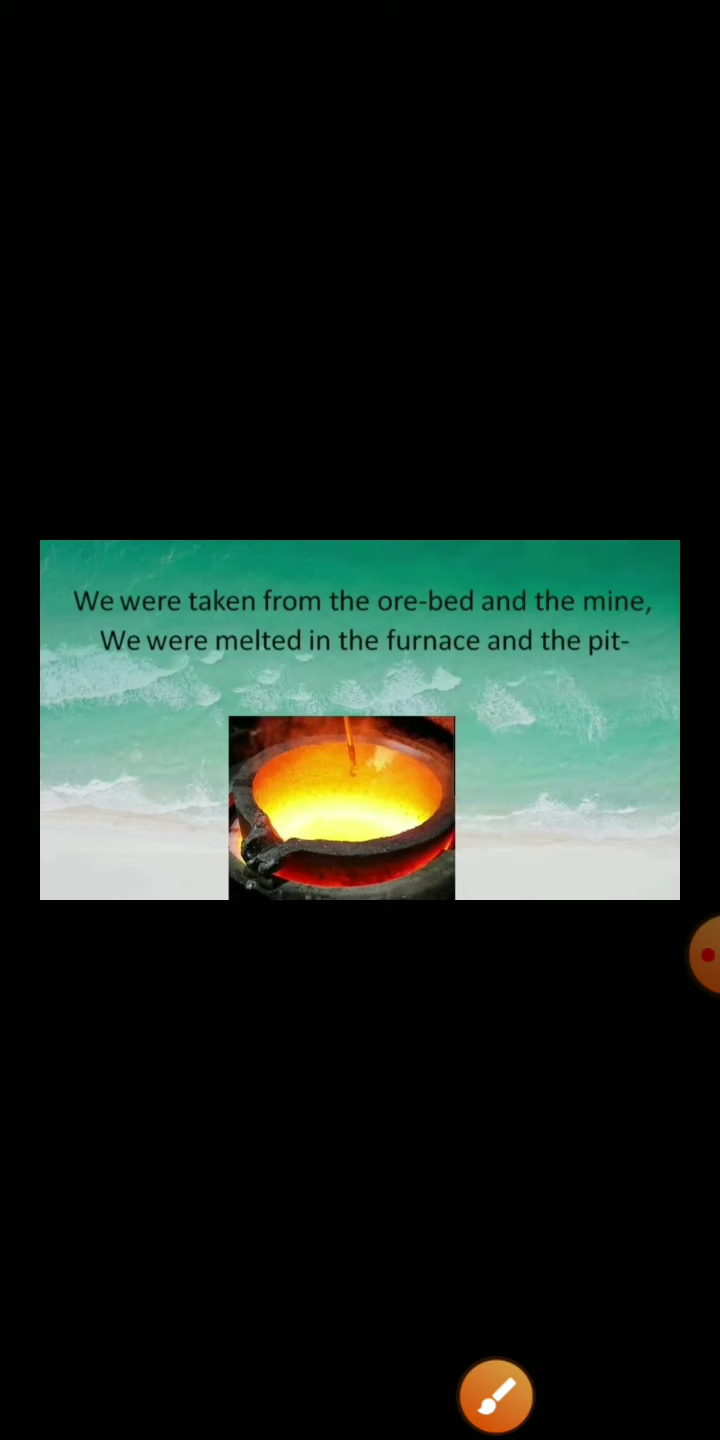 We were taken from the ore-bed and the mine,
We were melted in the furnace and the pit-